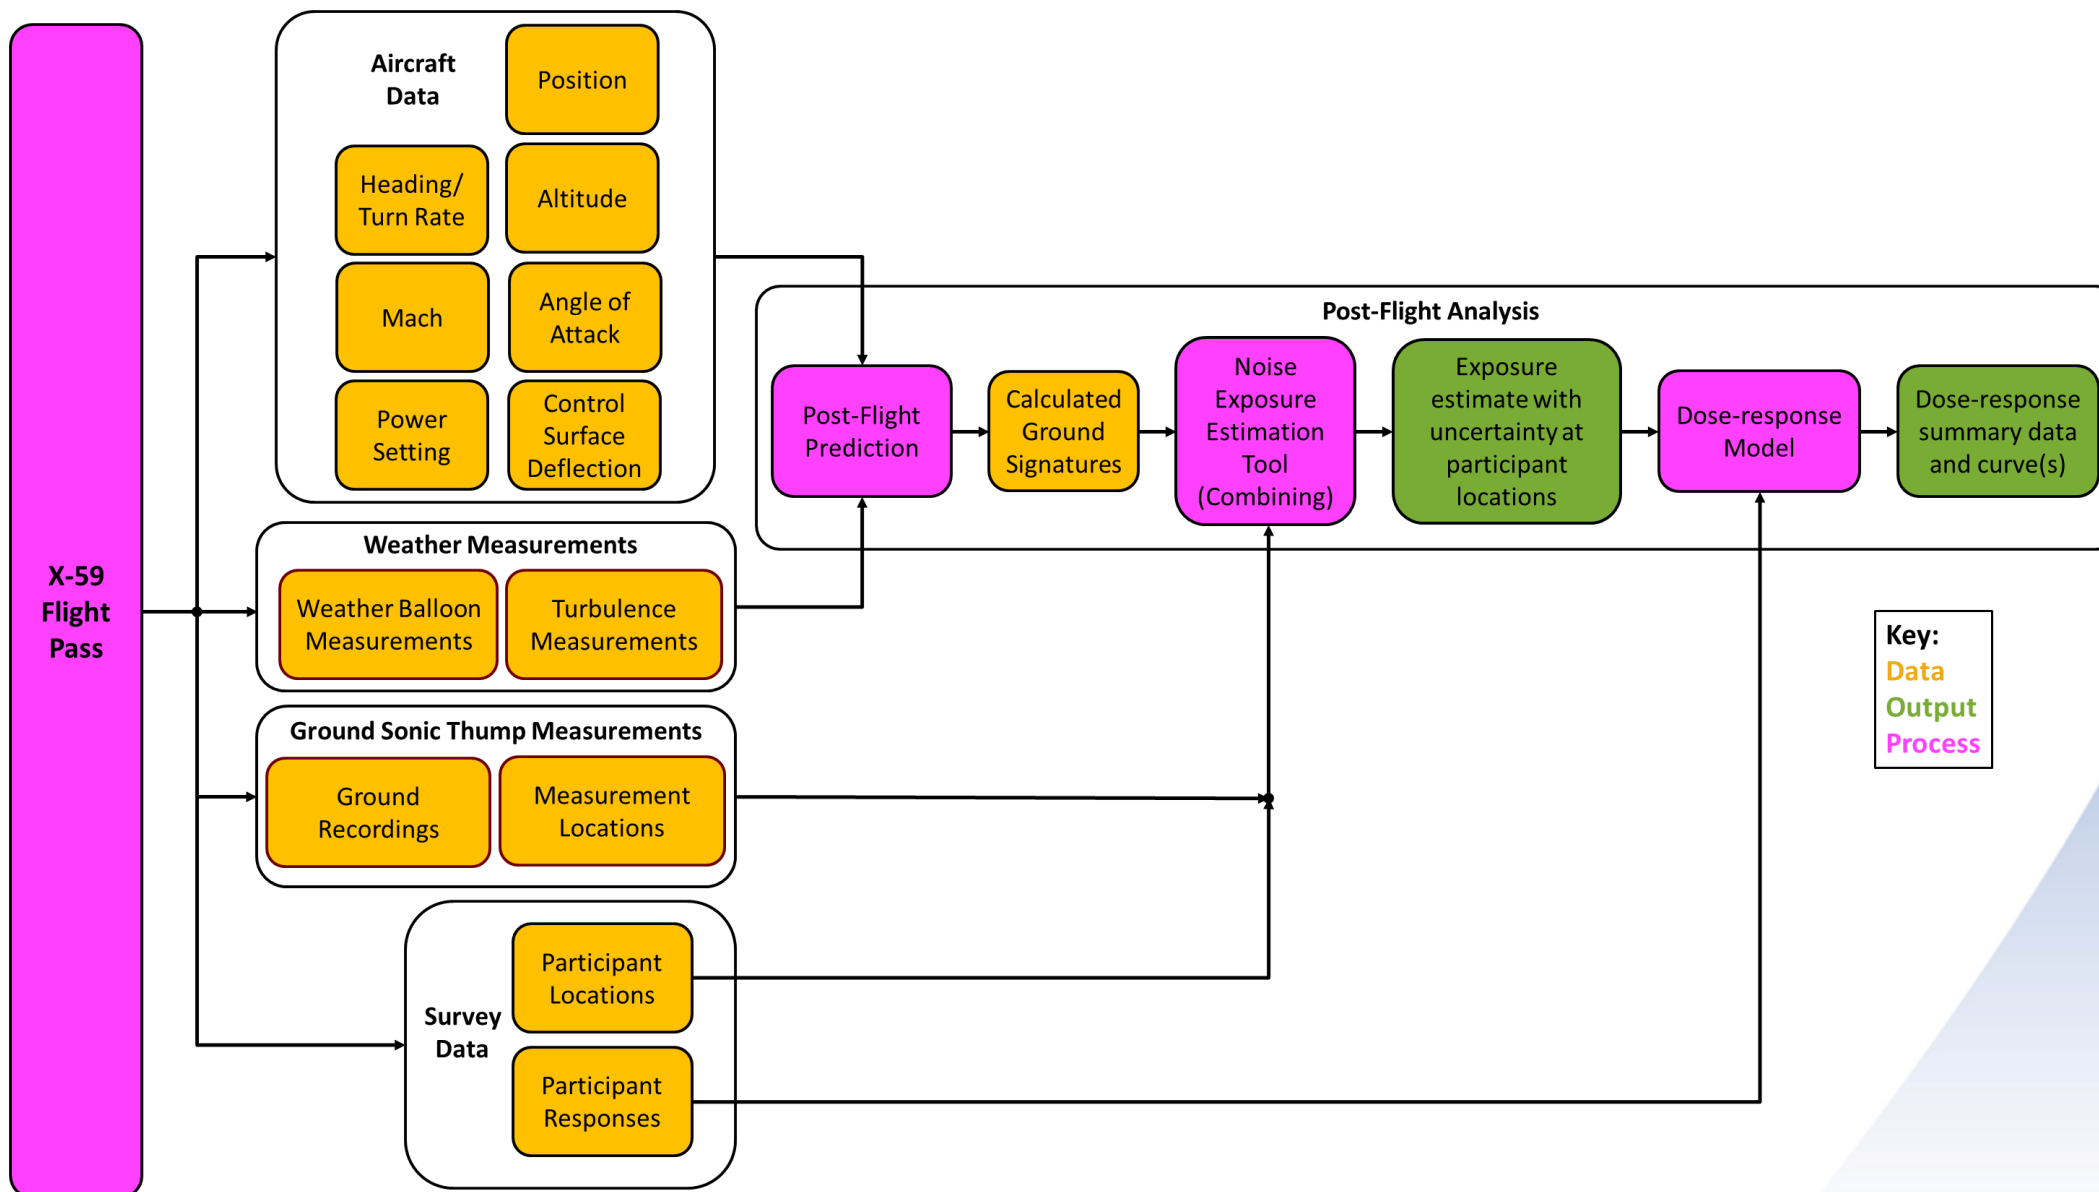 X-59
Flight
Pass
Aircraft
Data
Position
Heading/
Turn Rate
Altitude
Mach
Angle of
Attack
Power
Setting
Control
Surface
Deflection
Weather Measurements
Weather Balloon
Measurements
Turbulence
Measurements
Ground Sonic Thump Measurements
Ground
Recordings
Measurement
Locations
Survey
Data
Participant
Locations
Participant
Responses
Post-Flight Analysis
Post-Flight
Prediction
Calculated
Ground
Signatures
Noise
Exposure
Estimation
Tool
(Combining)
Exposure
estimate with
uncertainty at
participant
locations
Dose-response
Model
Dose-response
summary data
and curve(s)
Key:
Data
Output
Process